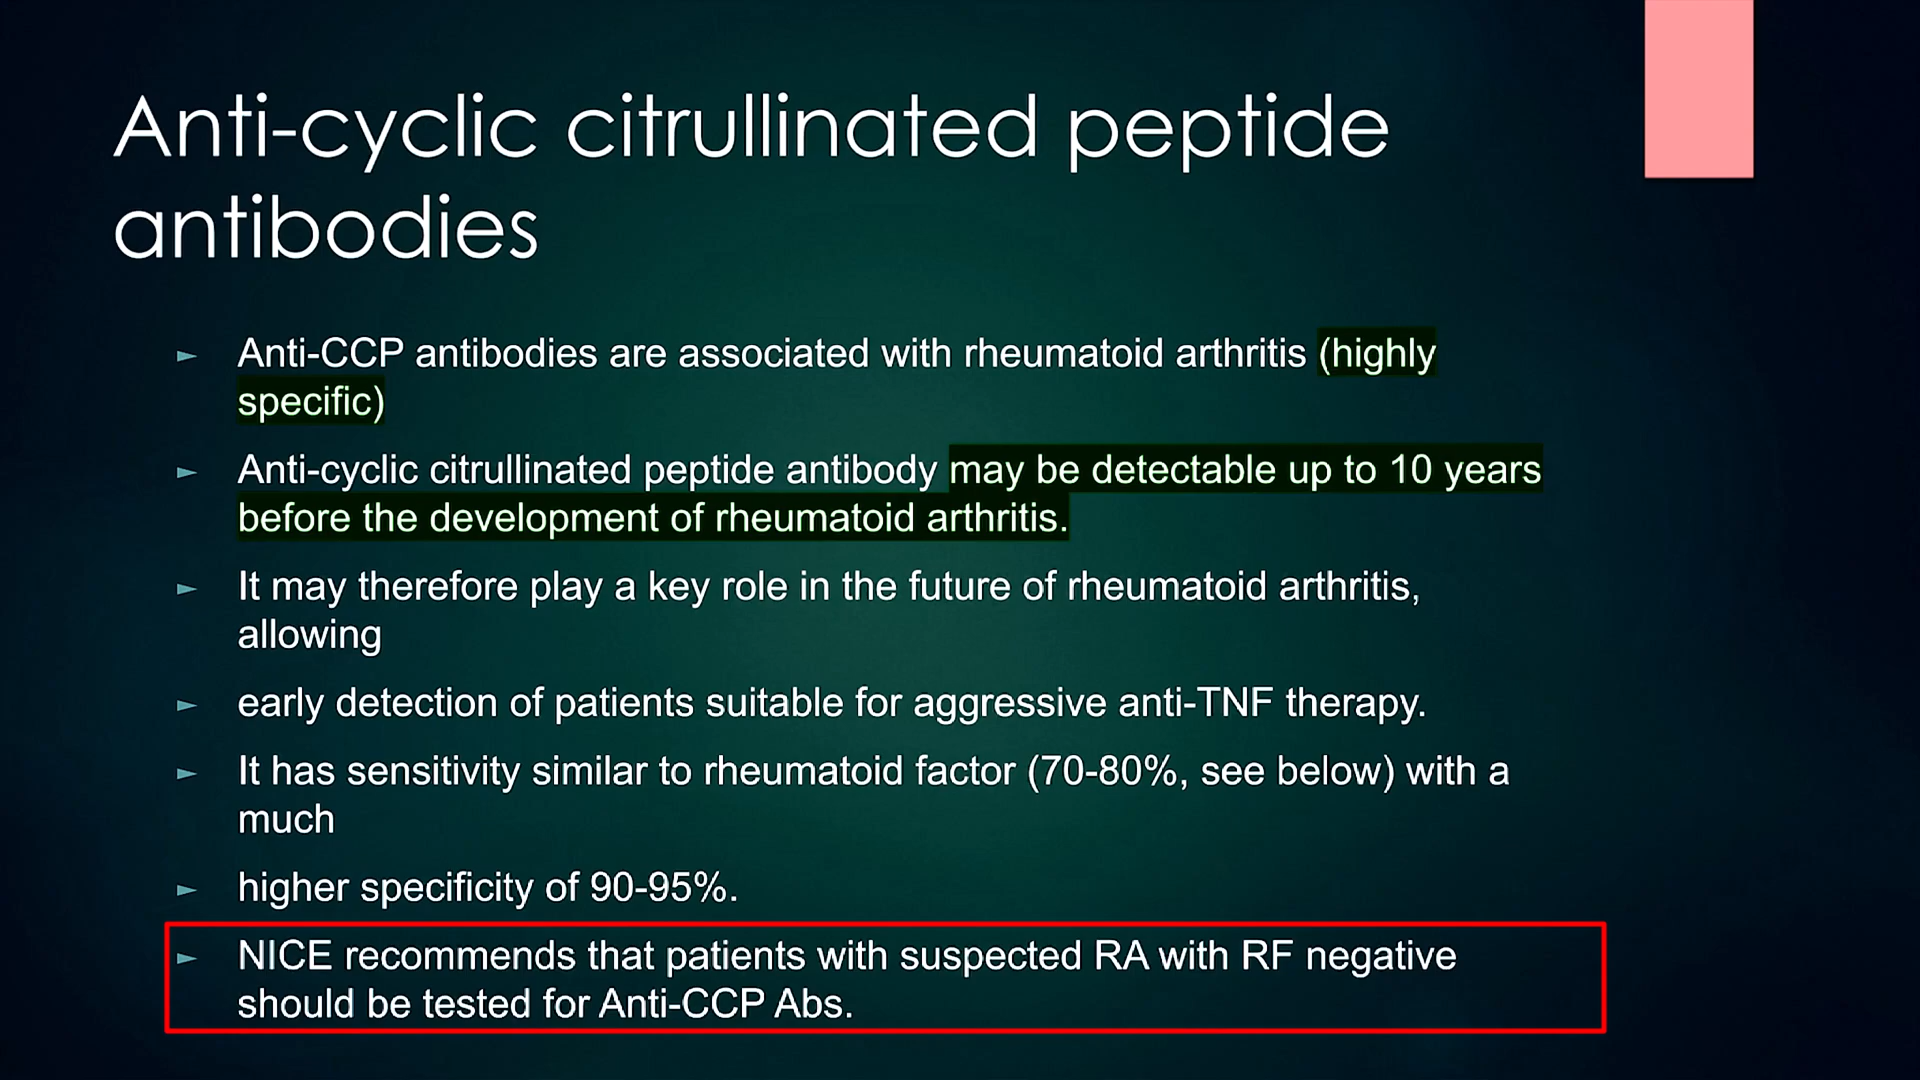 Anti-cyclic citrullinated peptide
antibodies
► Anti-CCP antibodies are associated with rheumatoid arthritis (highly
specific)
► Anti-cyclic citrullinated peptide antibody may be detectable up to 10 years
before the development of rheumatoid arthritis.
► It may therefore play a key role in the future of rheumatoid arthritis,
allowing
► early detection of patients suitable for aggressive anti-TNF therapy.
► It has sensitivity similar to rheumatoid factor (70-80%, see below) with a
much
► higher specificity of 90-95%.
► NICE recommends that patients with suspected RA with RF negative
should be tested for Anti-CCP Abs.